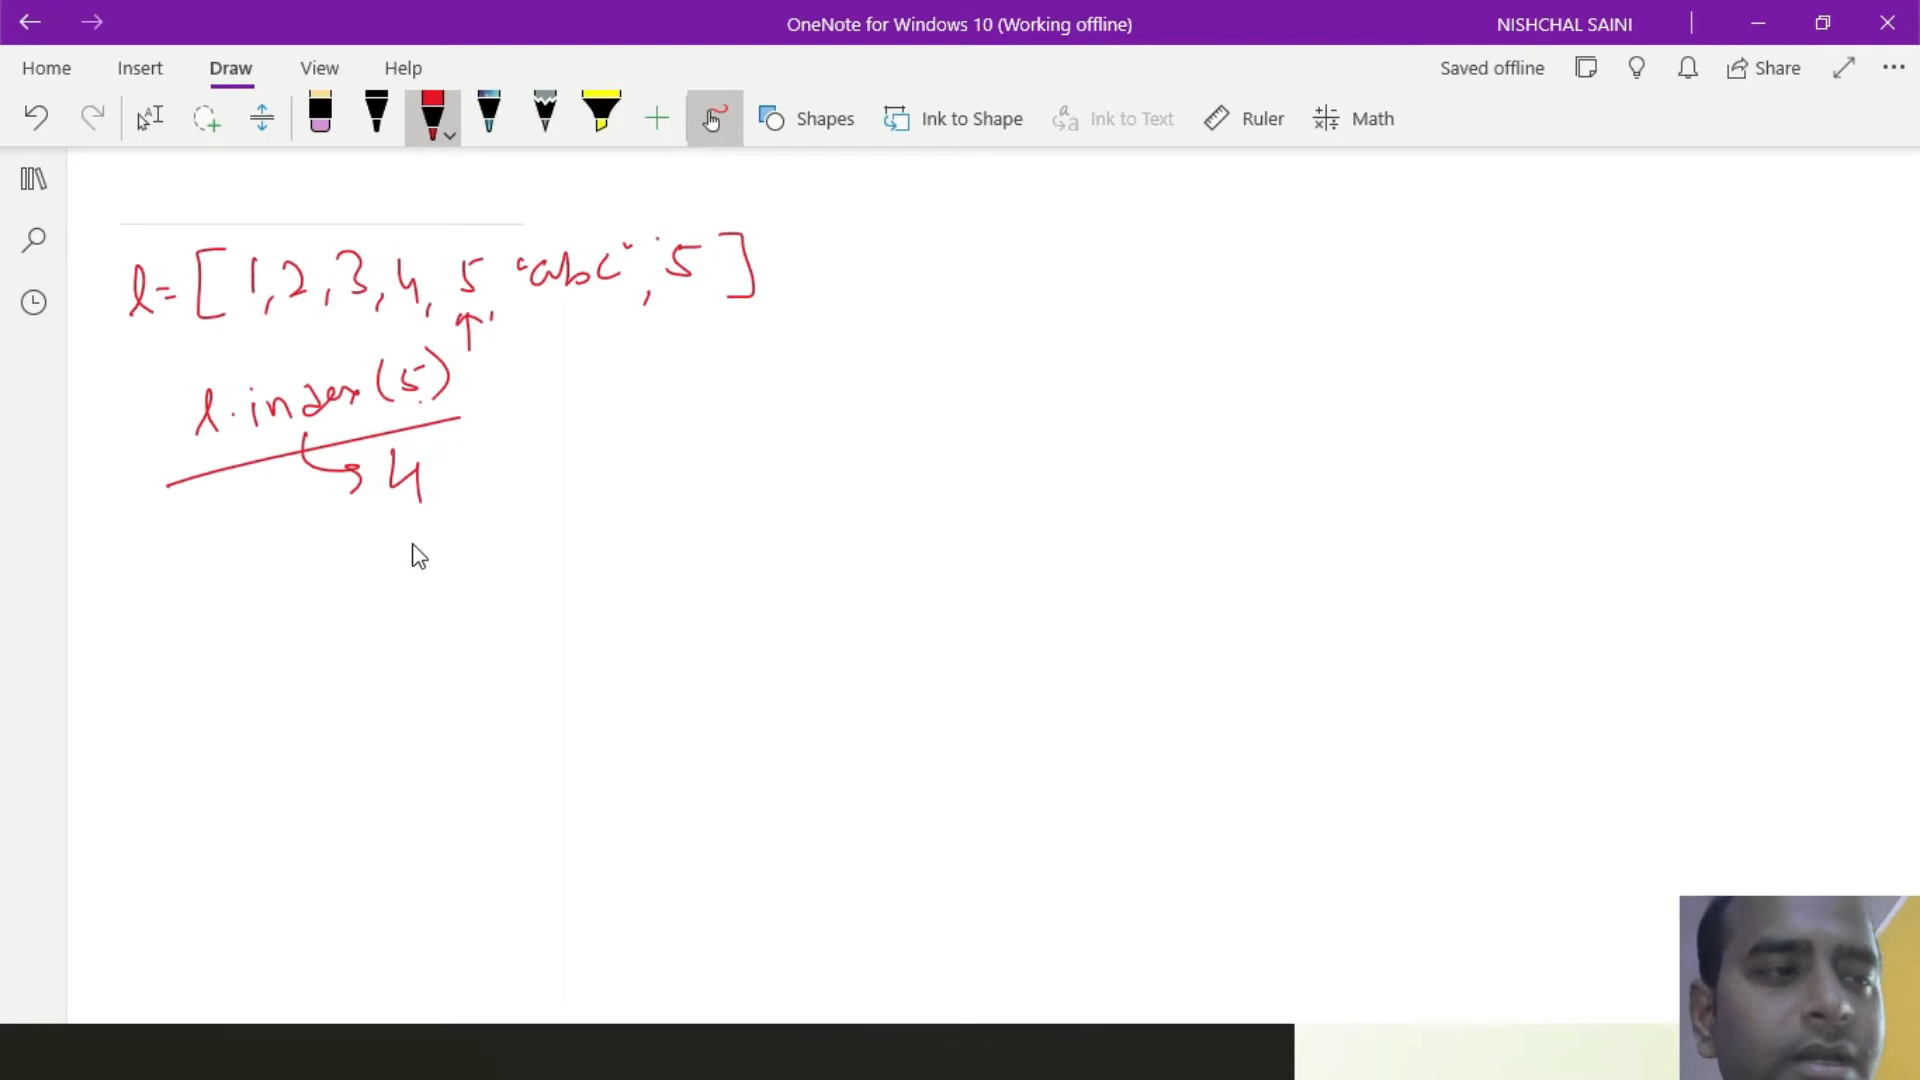 OneNote for Windows 10 (Working offline) NISHCHAL SAINI
Home Insert Draw View Help Saved offline Share
Shapes Ink to Shape Ink to Text Ruler Math
l = [ 1, 2, 3, 4, 5, "abc", 5 ]
l.index(5)
4